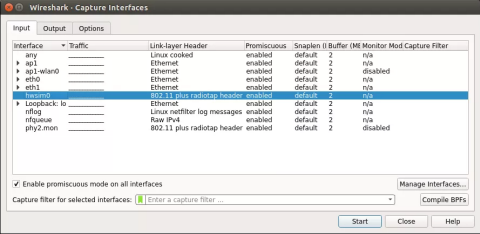 Wireshark · Capture Interfaces
Input Output Options
Interface Traffic Link-layer Header Promiscuous Snaplen ( Buffer (ME Monitor Mod Capture Filter
any Linux cooked enabled default 2 n/a
ap1 Ethernet enabled default 2 n/a
ap1-wlan0 Ethernet enabled default 2 disabled
eth0 Ethernet enabled default 2 n/a
eth1 Ethernet enabled default 2 n/a
hwsim0 802.11 plus radiotap header enabled default 2 n/a
Loopback: lo Ethernet enabled default 2 n/a
nflog Linux netfilter log messages enabled default 2 n/a
nfqueue Raw IPv4 enabled default 2 n/a
phy2.mon 802.11 plus radiotap header enabled default 2 disabled
Enable promiscuous mode on all interfaces Manage Interfaces...
Capture filter for selected interfaces: Enter a capture filter ... Compile BPFs
Start Close Help